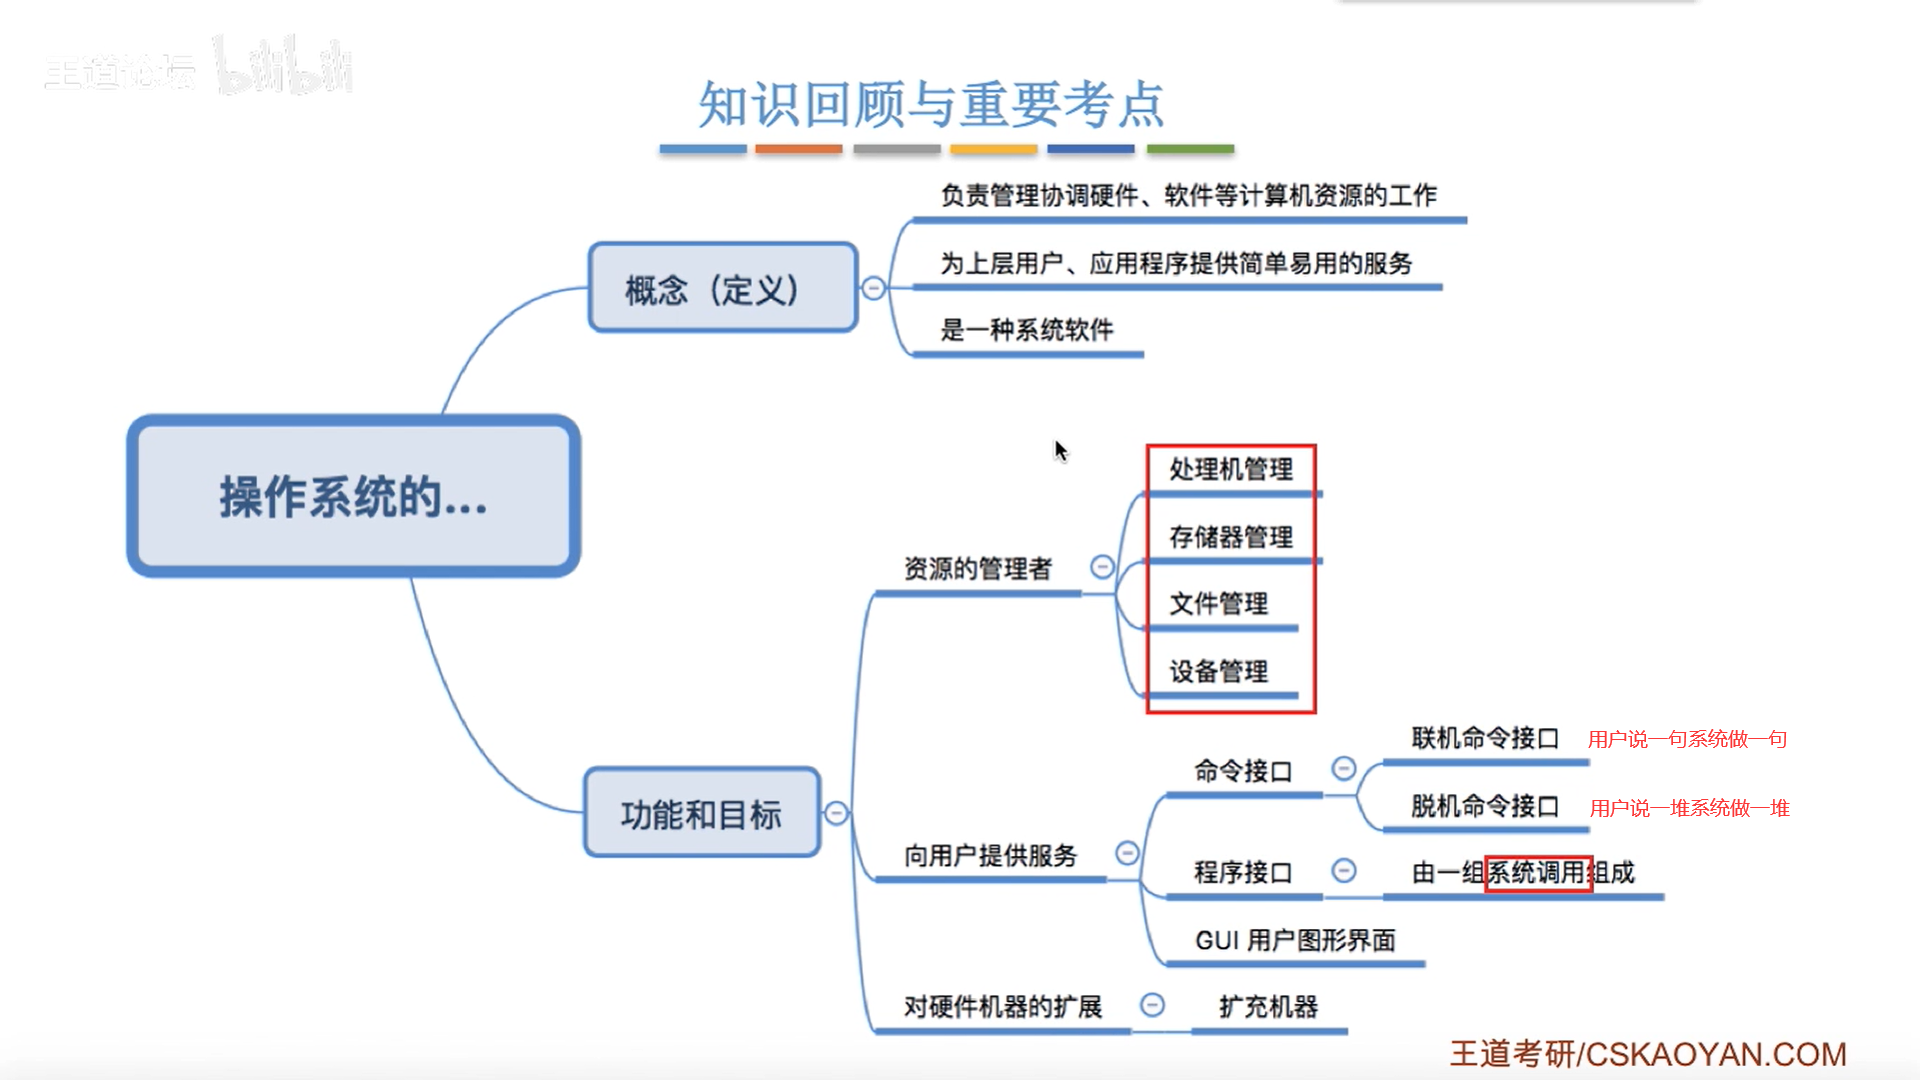 王道论坛 bilibili
知识回顾与重要考点
负责管理协调硬件、软件等计算机资源的工作
概念（定义）
为上层用户、应用程序提供简单易用的服务
是一种系统软件
操作系统的...
处理机管理
存储器管理
资源的管理者
文件管理
设备管理
功能和目标
联机命令接口 用户说一句系统做一句
命令接口
脱机命令接口 用户说一堆系统做一堆
向用户提供服务
程序接口 由一组系统调用组成
GUI 用户图形界面
对硬件机器的扩展 扩充机器
王道考研/CSKAOYAN.COM